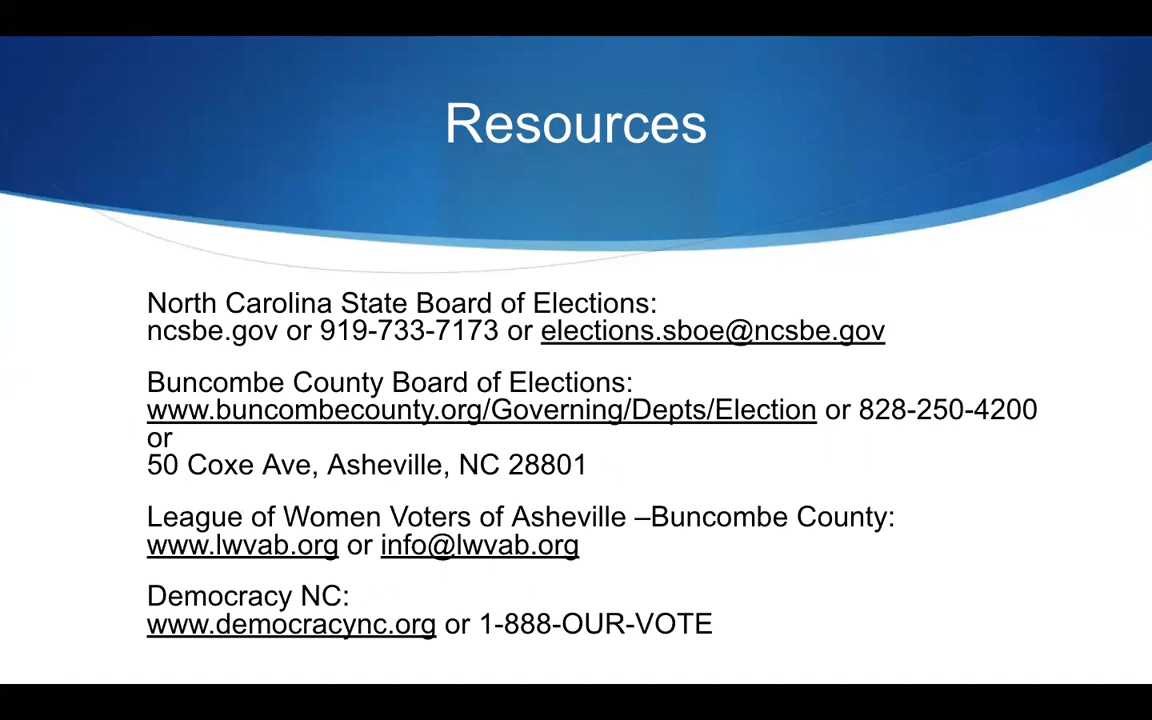 Resources
North Carolina State Board of Elections:
ncsbe.gov or 919-733-7173 or elections.sboe@ncsbe.gov
Buncombe County Board of Elections:
www.buncombecounty.org/Governing/Depts/Election or 828-250-4200
or
50 Coxe Ave, Asheville, NC 28801
League of Women Voters of Asheville –Buncombe County:
www.lwvab.org or info@lwvab.org
Democracy NC:
www.democracync.org or 1-888-OUR-VOTE